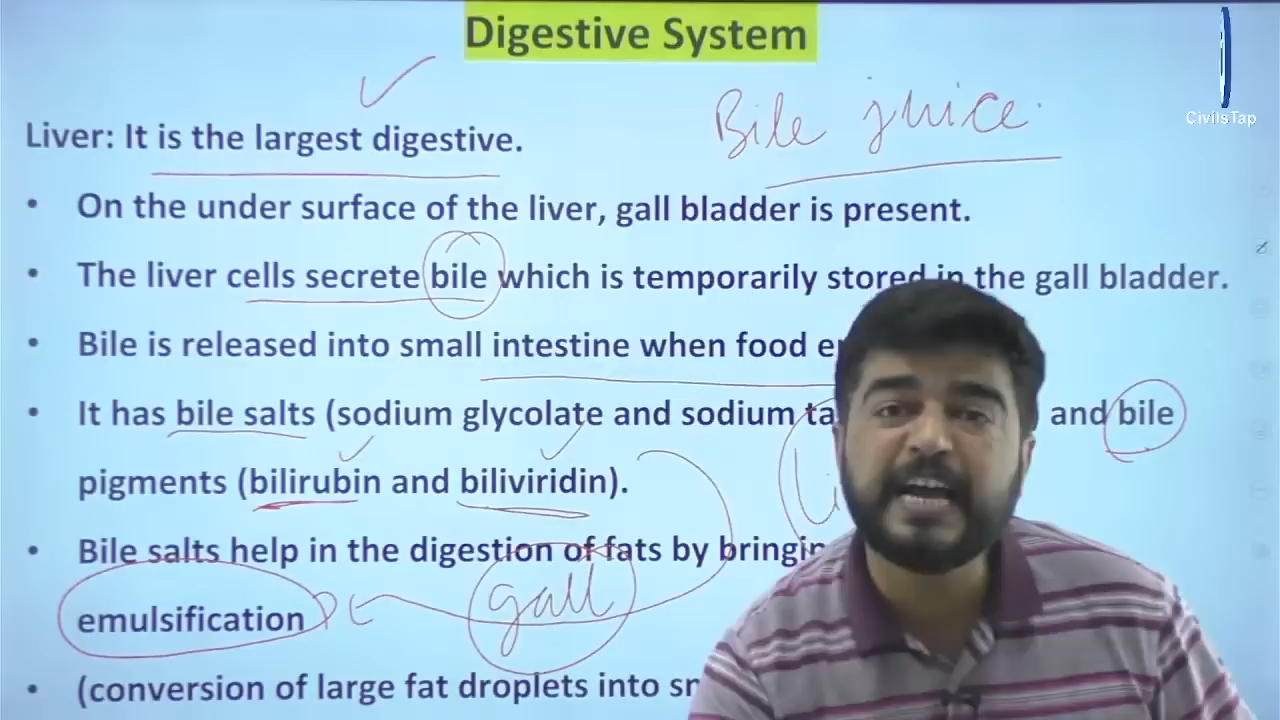 Digestive System
CivilsTap
Bile juice
Liver: It is the largest digestive.
• On the under surface of the liver, gall bladder is present.
• The liver cells secrete bile which is temporarily stored in the gall bladder.
• Bile is released into small intestine when food
• It has bile salts (sodium glycolate and sodium and bile
pigments (bilirubin and biliviridin).
• Bile salts help in the digestion of fats by
emulsification
gall
• (conversion of large fat droplets into